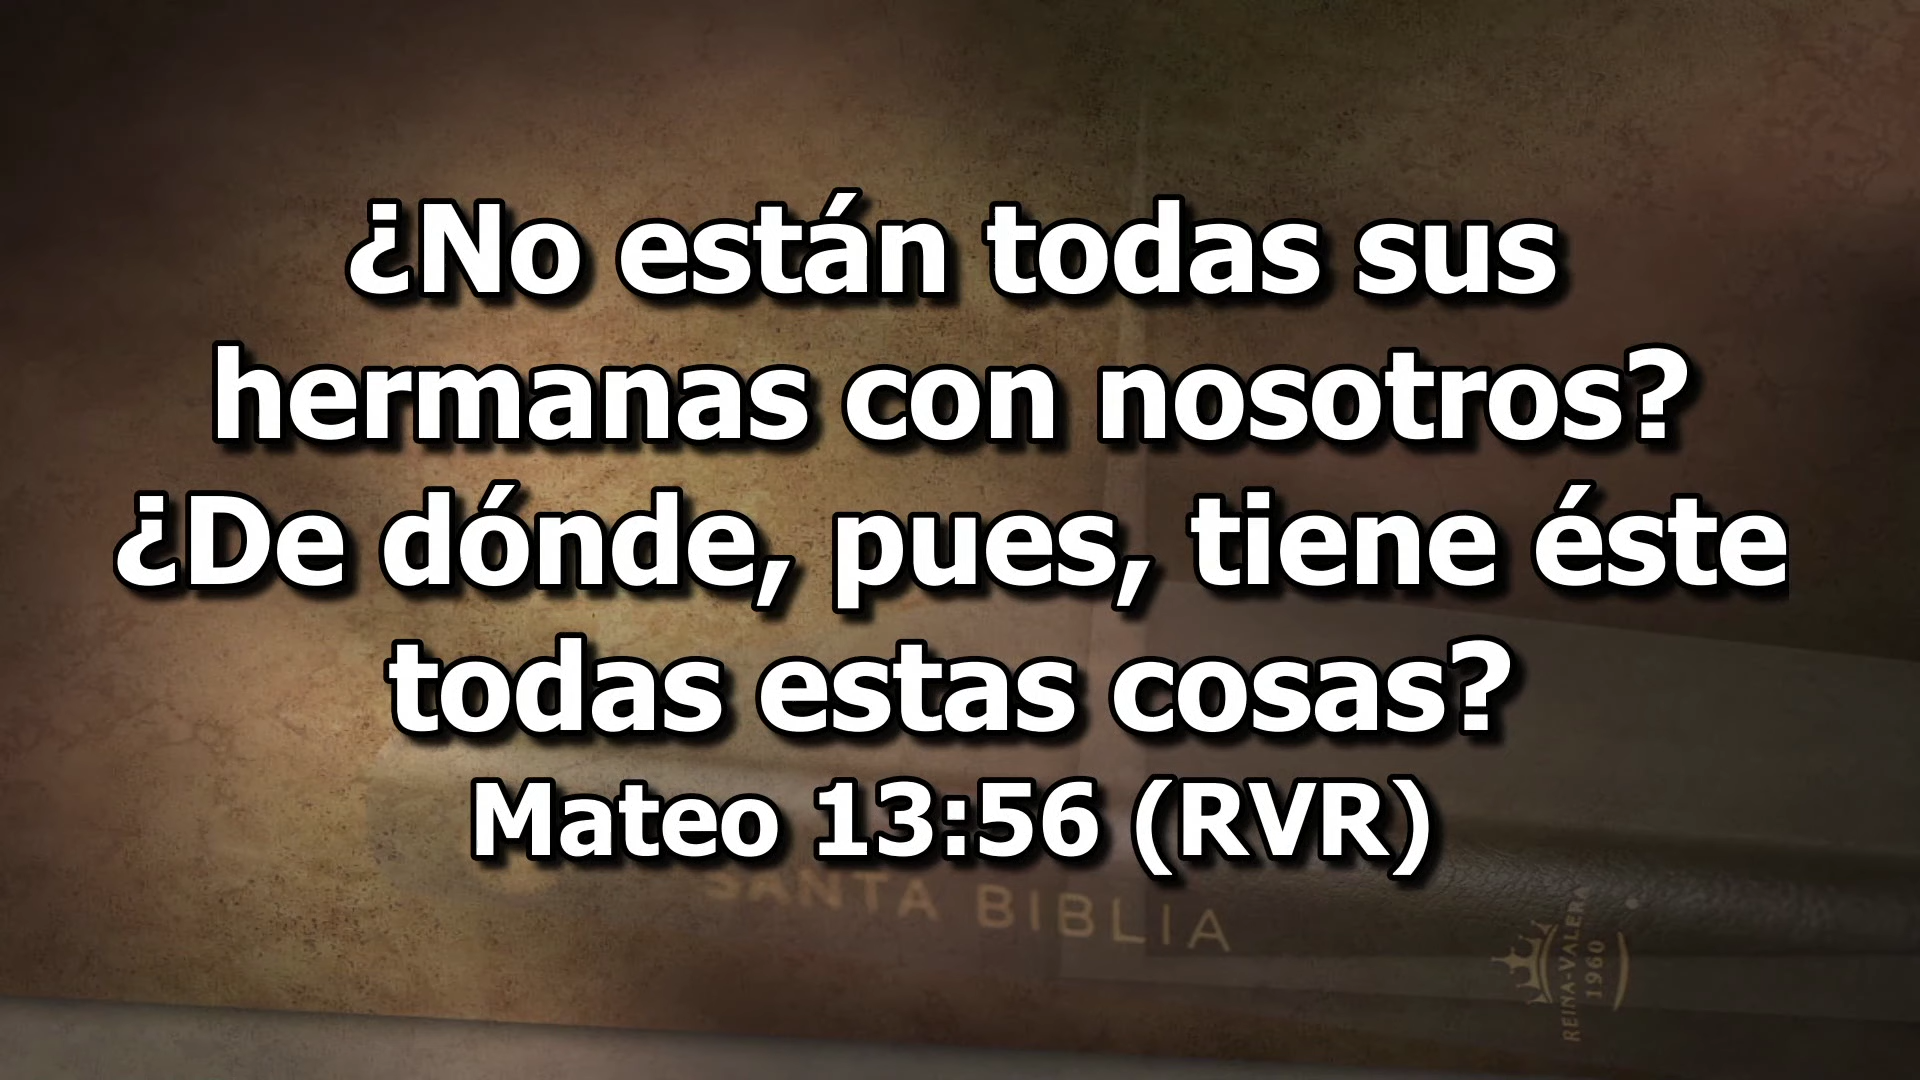 ¿No están todas sus
hermanas con nosotros?
¿De dónde, pues, tiene éste
todas estas cosas?
Mateo 13:56 (RVR)
SANTA BIBLIA
REINA-VALERA
1960